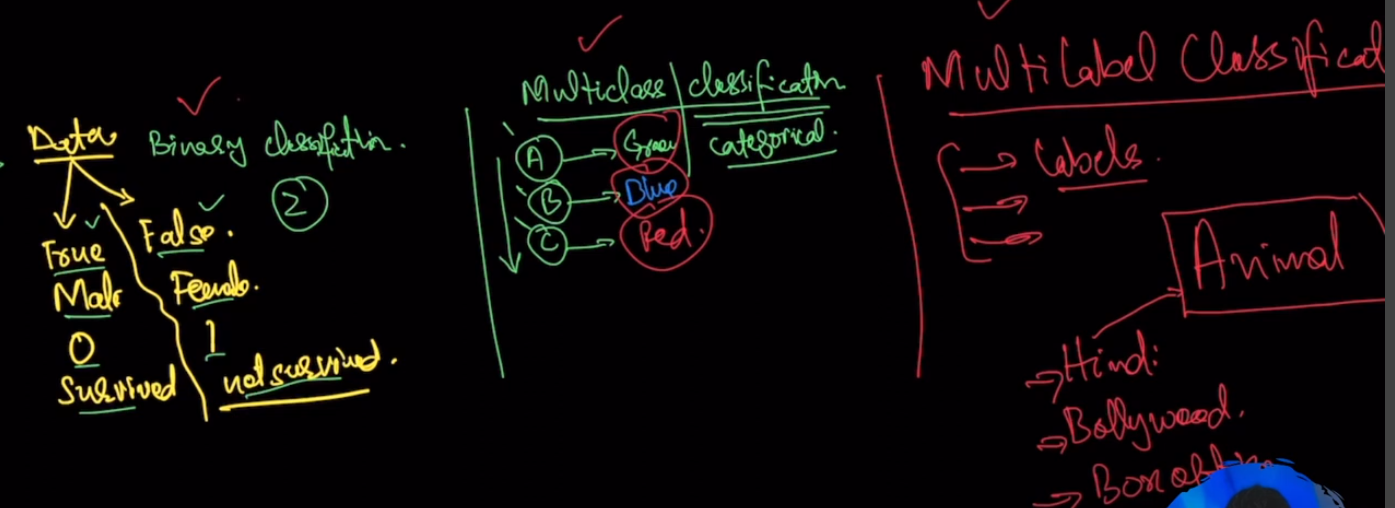 Data
Binary classification.
2
True
False.
Male
Female.
0
1
Survived
not survived.
Multiclass classification
categorical.
A
Green
B
Blue
C
Red.
Multilabel Classificat
Labels.
Animal
Hindi
Bollywood.